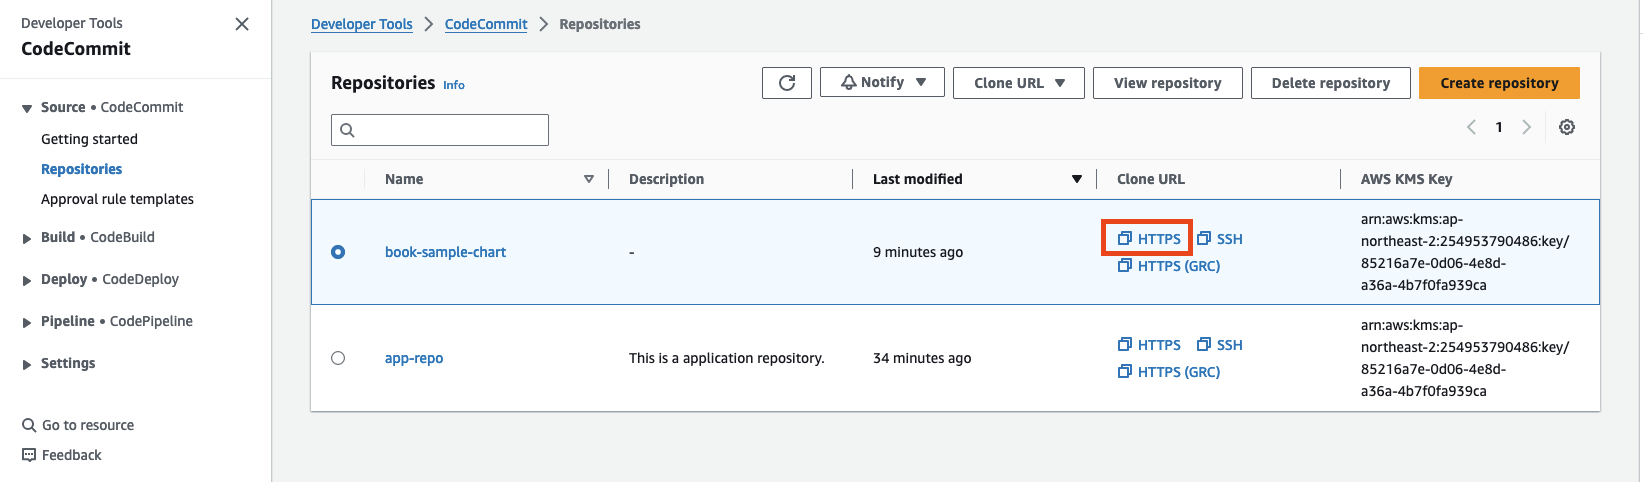 Developer Tools
CodeCommit
Source • CodeCommit
Getting started
Repositories
Approval rule templates
Build • CodeBuild
Deploy • CodeDeploy
Pipeline • CodePipeline
Settings
Go to resource
Feedback
Developer Tools > CodeCommit > Repositories
Repositories Info
Notify Clone URL View repository Delete repository Create repository
1
Name Description Last modified Clone URL AWS KMS Key
book-sample-chart
-
9 minutes ago
HTTPS SSH
HTTPS (GRC)
arn:aws:kms:ap-
northeast-2:254953790486:key/
85216a7e-0d06-4e8d-
a36a-4b7f0fa939ca
app-repo
This is a application repository.
34 minutes ago
HTTPS SSH
HTTPS (GRC)
arn:aws:kms:ap-
northeast-2:254953790486:key/
85216a7e-0d06-4e8d-
a36a-4b7f0fa939ca